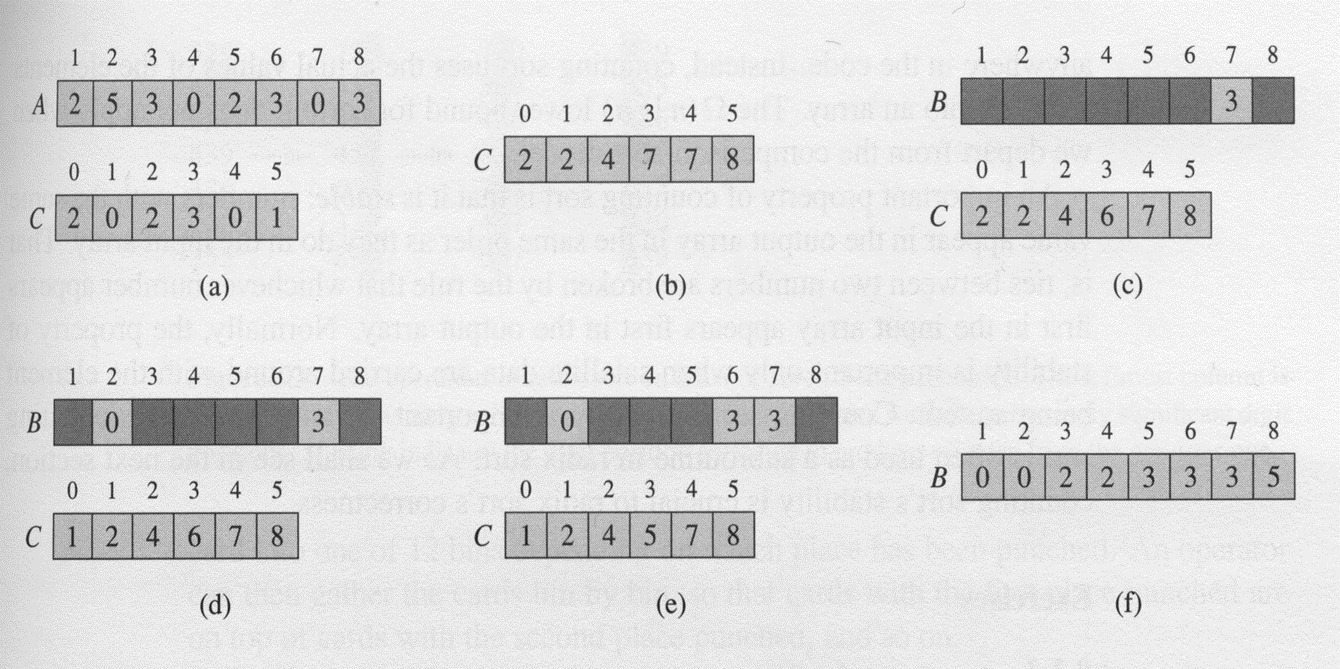 1 2 3 4 5 6 7 8
A 2 5 3 0 2 3 0 3
0 1 2 3 4 5
C 2 0 2 3 0 1
(a)
0 1 2 3 4 5
C 2 2 4 7 7 8
(b)
1 2 3 4 5 6 7 8
B 3
0 1 2 3 4 5
C 2 2 4 6 7 8
(c)
1 2 3 4 5 6 7 8
B 0 3
0 1 2 3 4 5
C 1 2 4 6 7 8
(d)
1 2 3 4 5 6 7 8
B 0 3 3
0 1 2 3 4 5
C 1 2 4 5 7 8
(e)
1 2 3 4 5 6 7 8
B 0 0 2 2 3 3 3 5
(f)